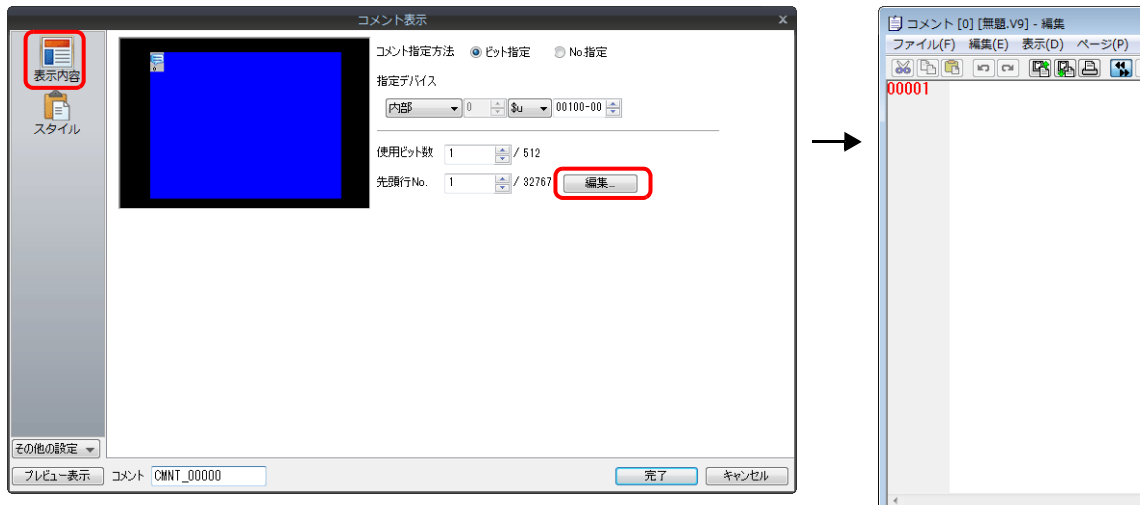 コメント表示
x
表示内容
スタイル
コメント指定方法 ビット指定 No.指定
指定デバイス
内部 0 $u 00100-00
使用ビット数 1 / 512
先頭行No. 1 / 32767 編集...
その他の設定
プレビュー表示 コメント CMNT_00000 完了 キャンセル
コメント [0] [無題.V9] - 編集
ファイル(F) 編集(E) 表示(D) ページ(P)
00001